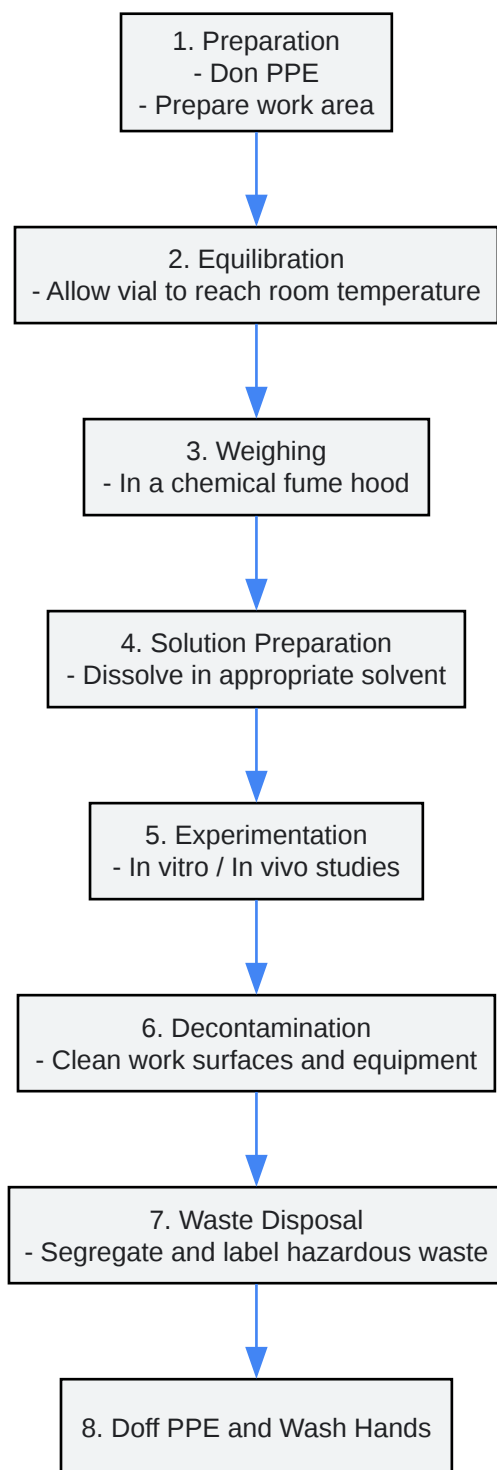 1. Preparation
- Don PPE
- Prepare work area
2. Equilibration
- Allow vial to reach room temperature
3. Weighing
- In a chemical fume hood
4. Solution Preparation
- Dissolve in appropriate solvent
5. Experimentation
- In vitro / In vivo studies
6. Decontamination
- Clean work surfaces and equipment
7. Waste Disposal
- Segregate and label hazardous waste
8. Doff PPE and Wash Hands